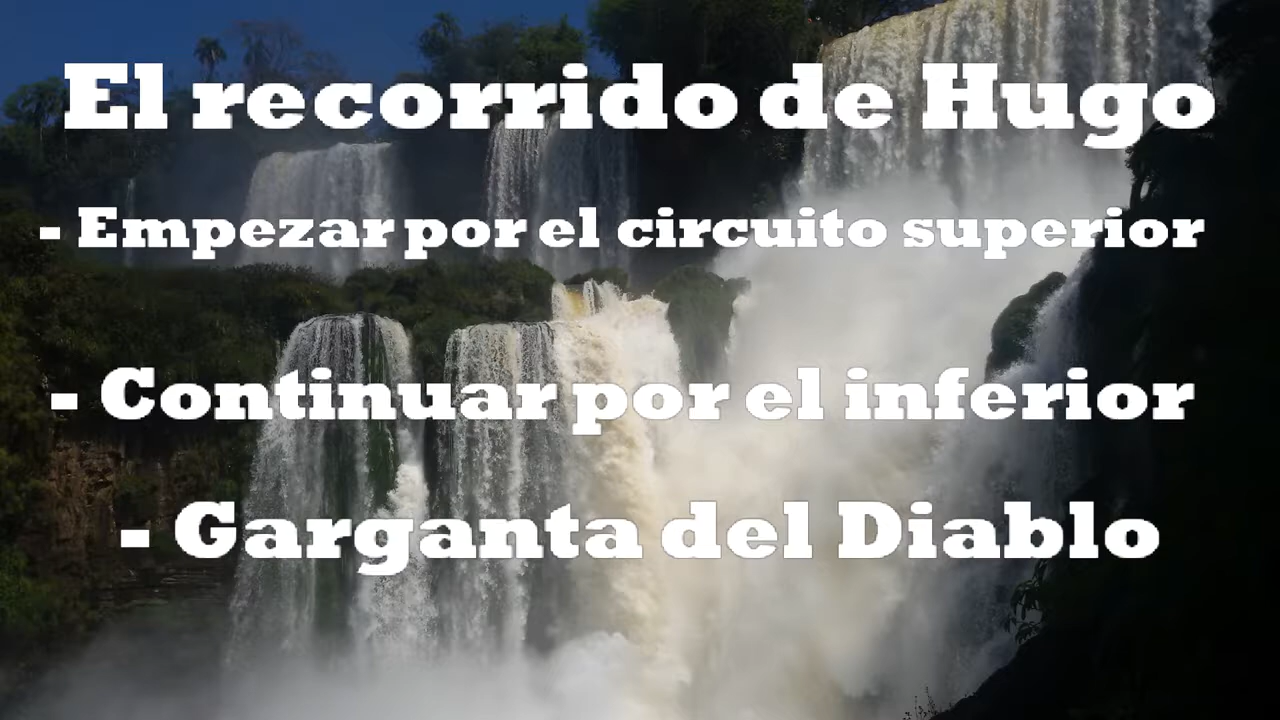 El recorrido de Hugo
- Empezar por el circuito superior
- Continuar por el inferior
- Garganta del Diablo